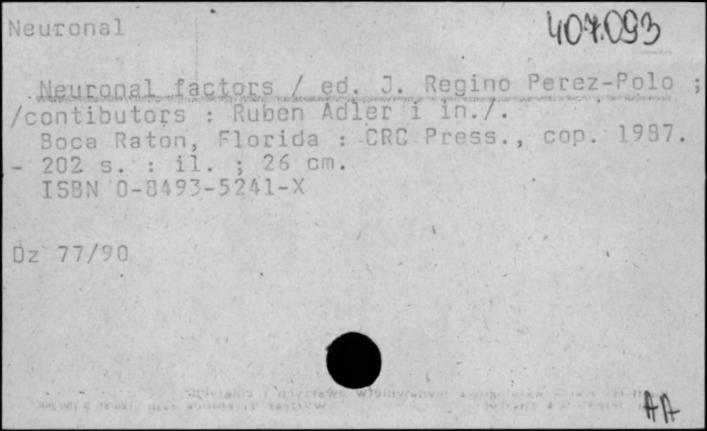 Neuronal
407.093
Neuronal factors / ed. J. Regino Perez-Polo ;
/contibutors : Ruben Adler i in./.
Boca Raton, Florida : CRC Press., cop. 1987.
- 202 s. : il. ; 26 cm.
ISBN 0-8493-5241-X
Dz 77/90
AA